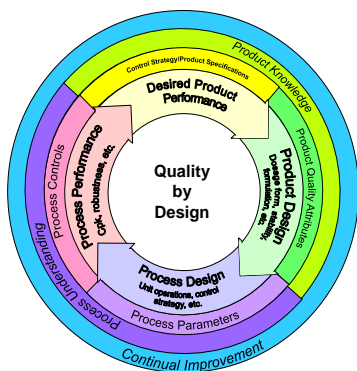 Product Knowledge
Control Strategy/Product Specifications
Desired Product
Performance
Product Quality Attributes
Product Design
Dosage form, stability,
formulation, etc.
Quality
by
Design
Process Performance
Cpk, robustness, etc.
Process Controls
Process Understanding
Process Design
Unit operations, control
strategy, etc.
Process Parameters
Continual Improvement